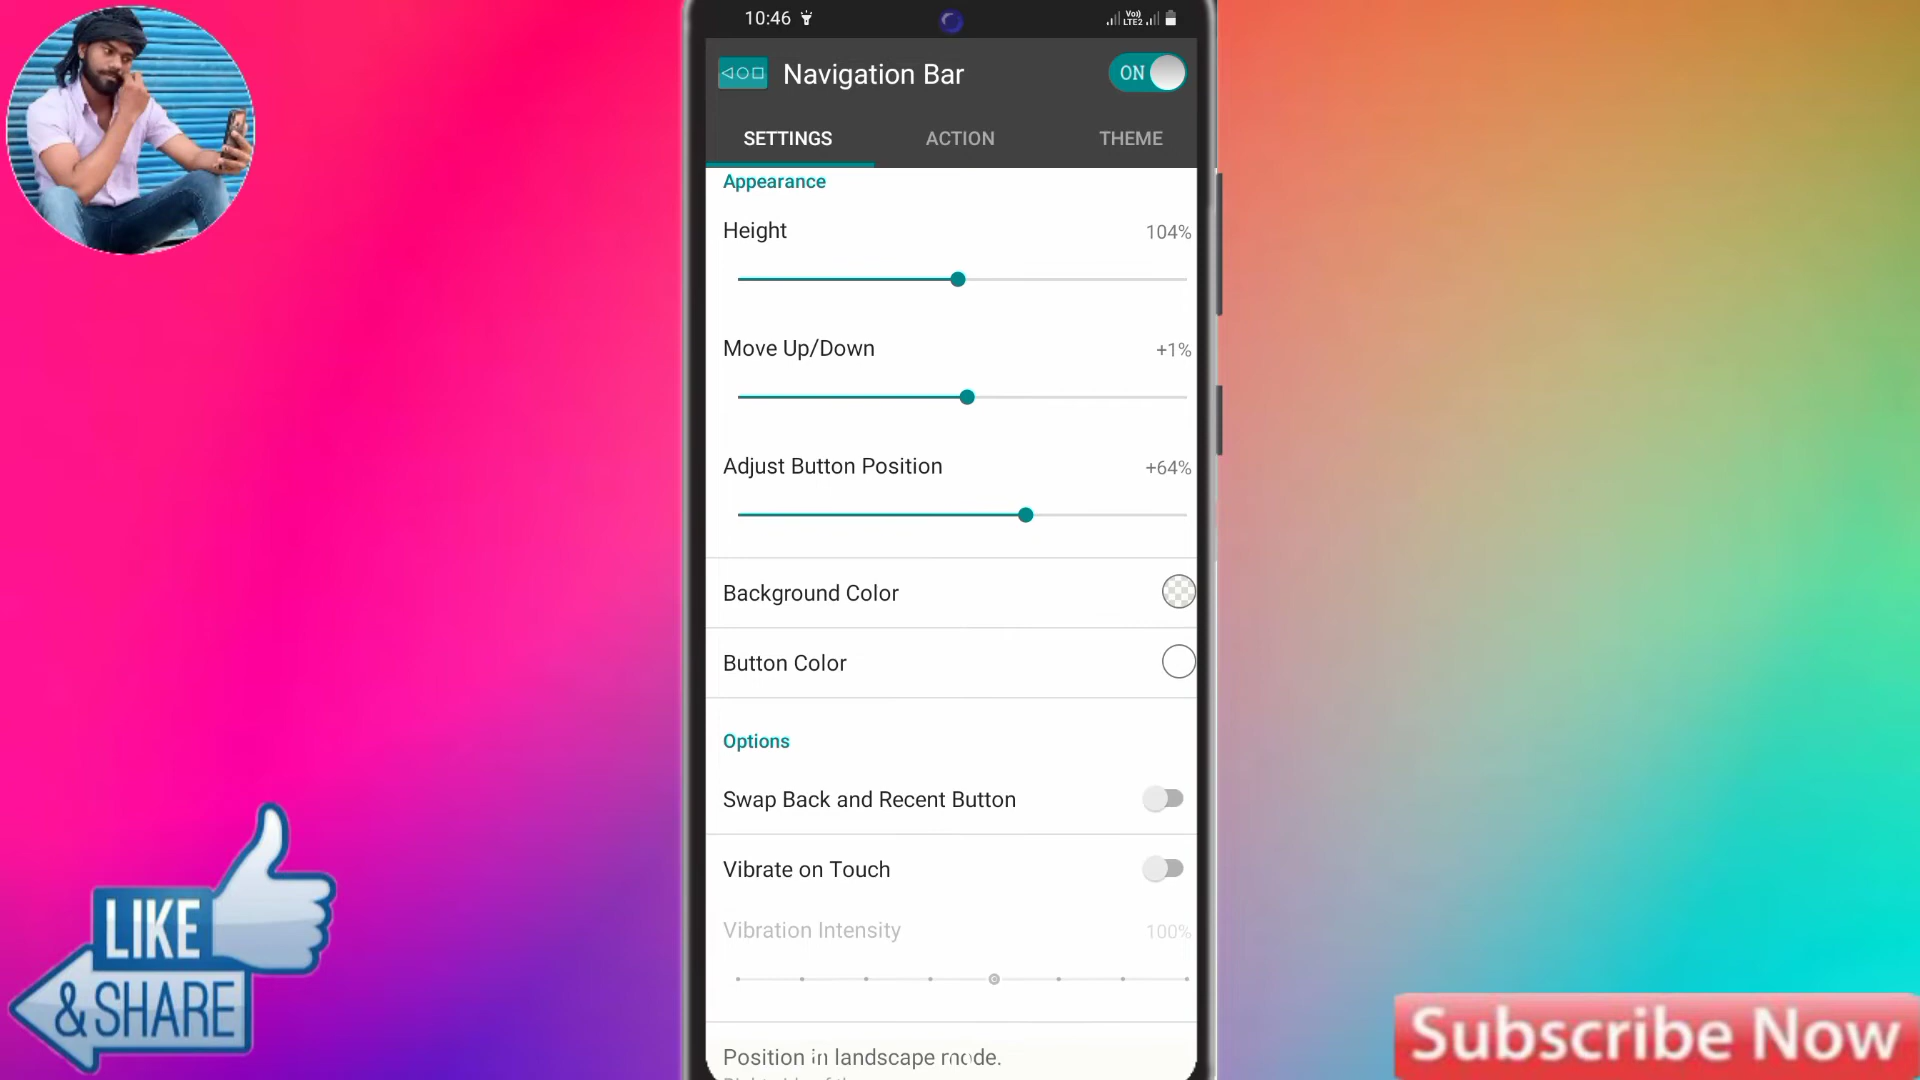 10:46
Vo)
LTE2
Navigation Bar
ON
SETTINGS
ACTION
THEME
Appearance
Height
104%
Move Up/Down
+1%
Adjust Button Position
+64%
Background Color
Button Color
Options
Swap Back and Recent Button
Vibrate on Touch
Vibration Intensity
100%
Position in landscape mode.
LIKE
& SHARE
Subscribe Now